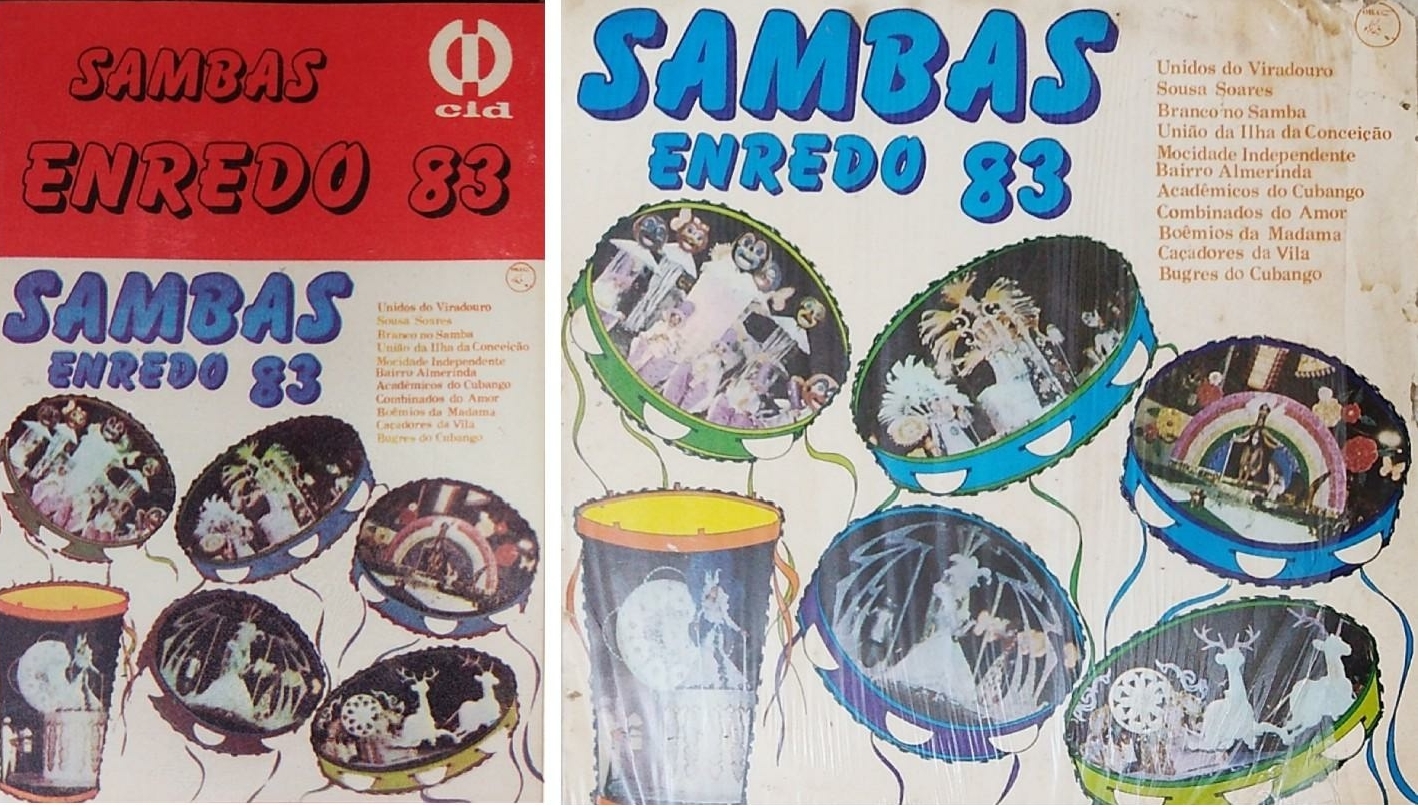 SAMBAS
ENREDO 83
cid
SAMBAS
ENREDO 83
Unidos do Viradouro
Sousa Soares
Branco no Samba
União da Ilha da Conceição
Mocidade Independente
Bairro Almerinda
Acadêmicos do Cubango
Combinados do Amor
Boêmios da Madama
Caçadores da Vila
Bugres do Cubango
SAMBAS
ENREDO 83
Unidos do Viradouro
Sousa Soares
Branco no Samba
União da Ilha da Conceição
Mocidade Independente
Bairro Almerinda
Acadêmicos do Cubango
Combinados do Amor
Boêmios da Madama
Caçadores da Vila
Bugres do Cubango